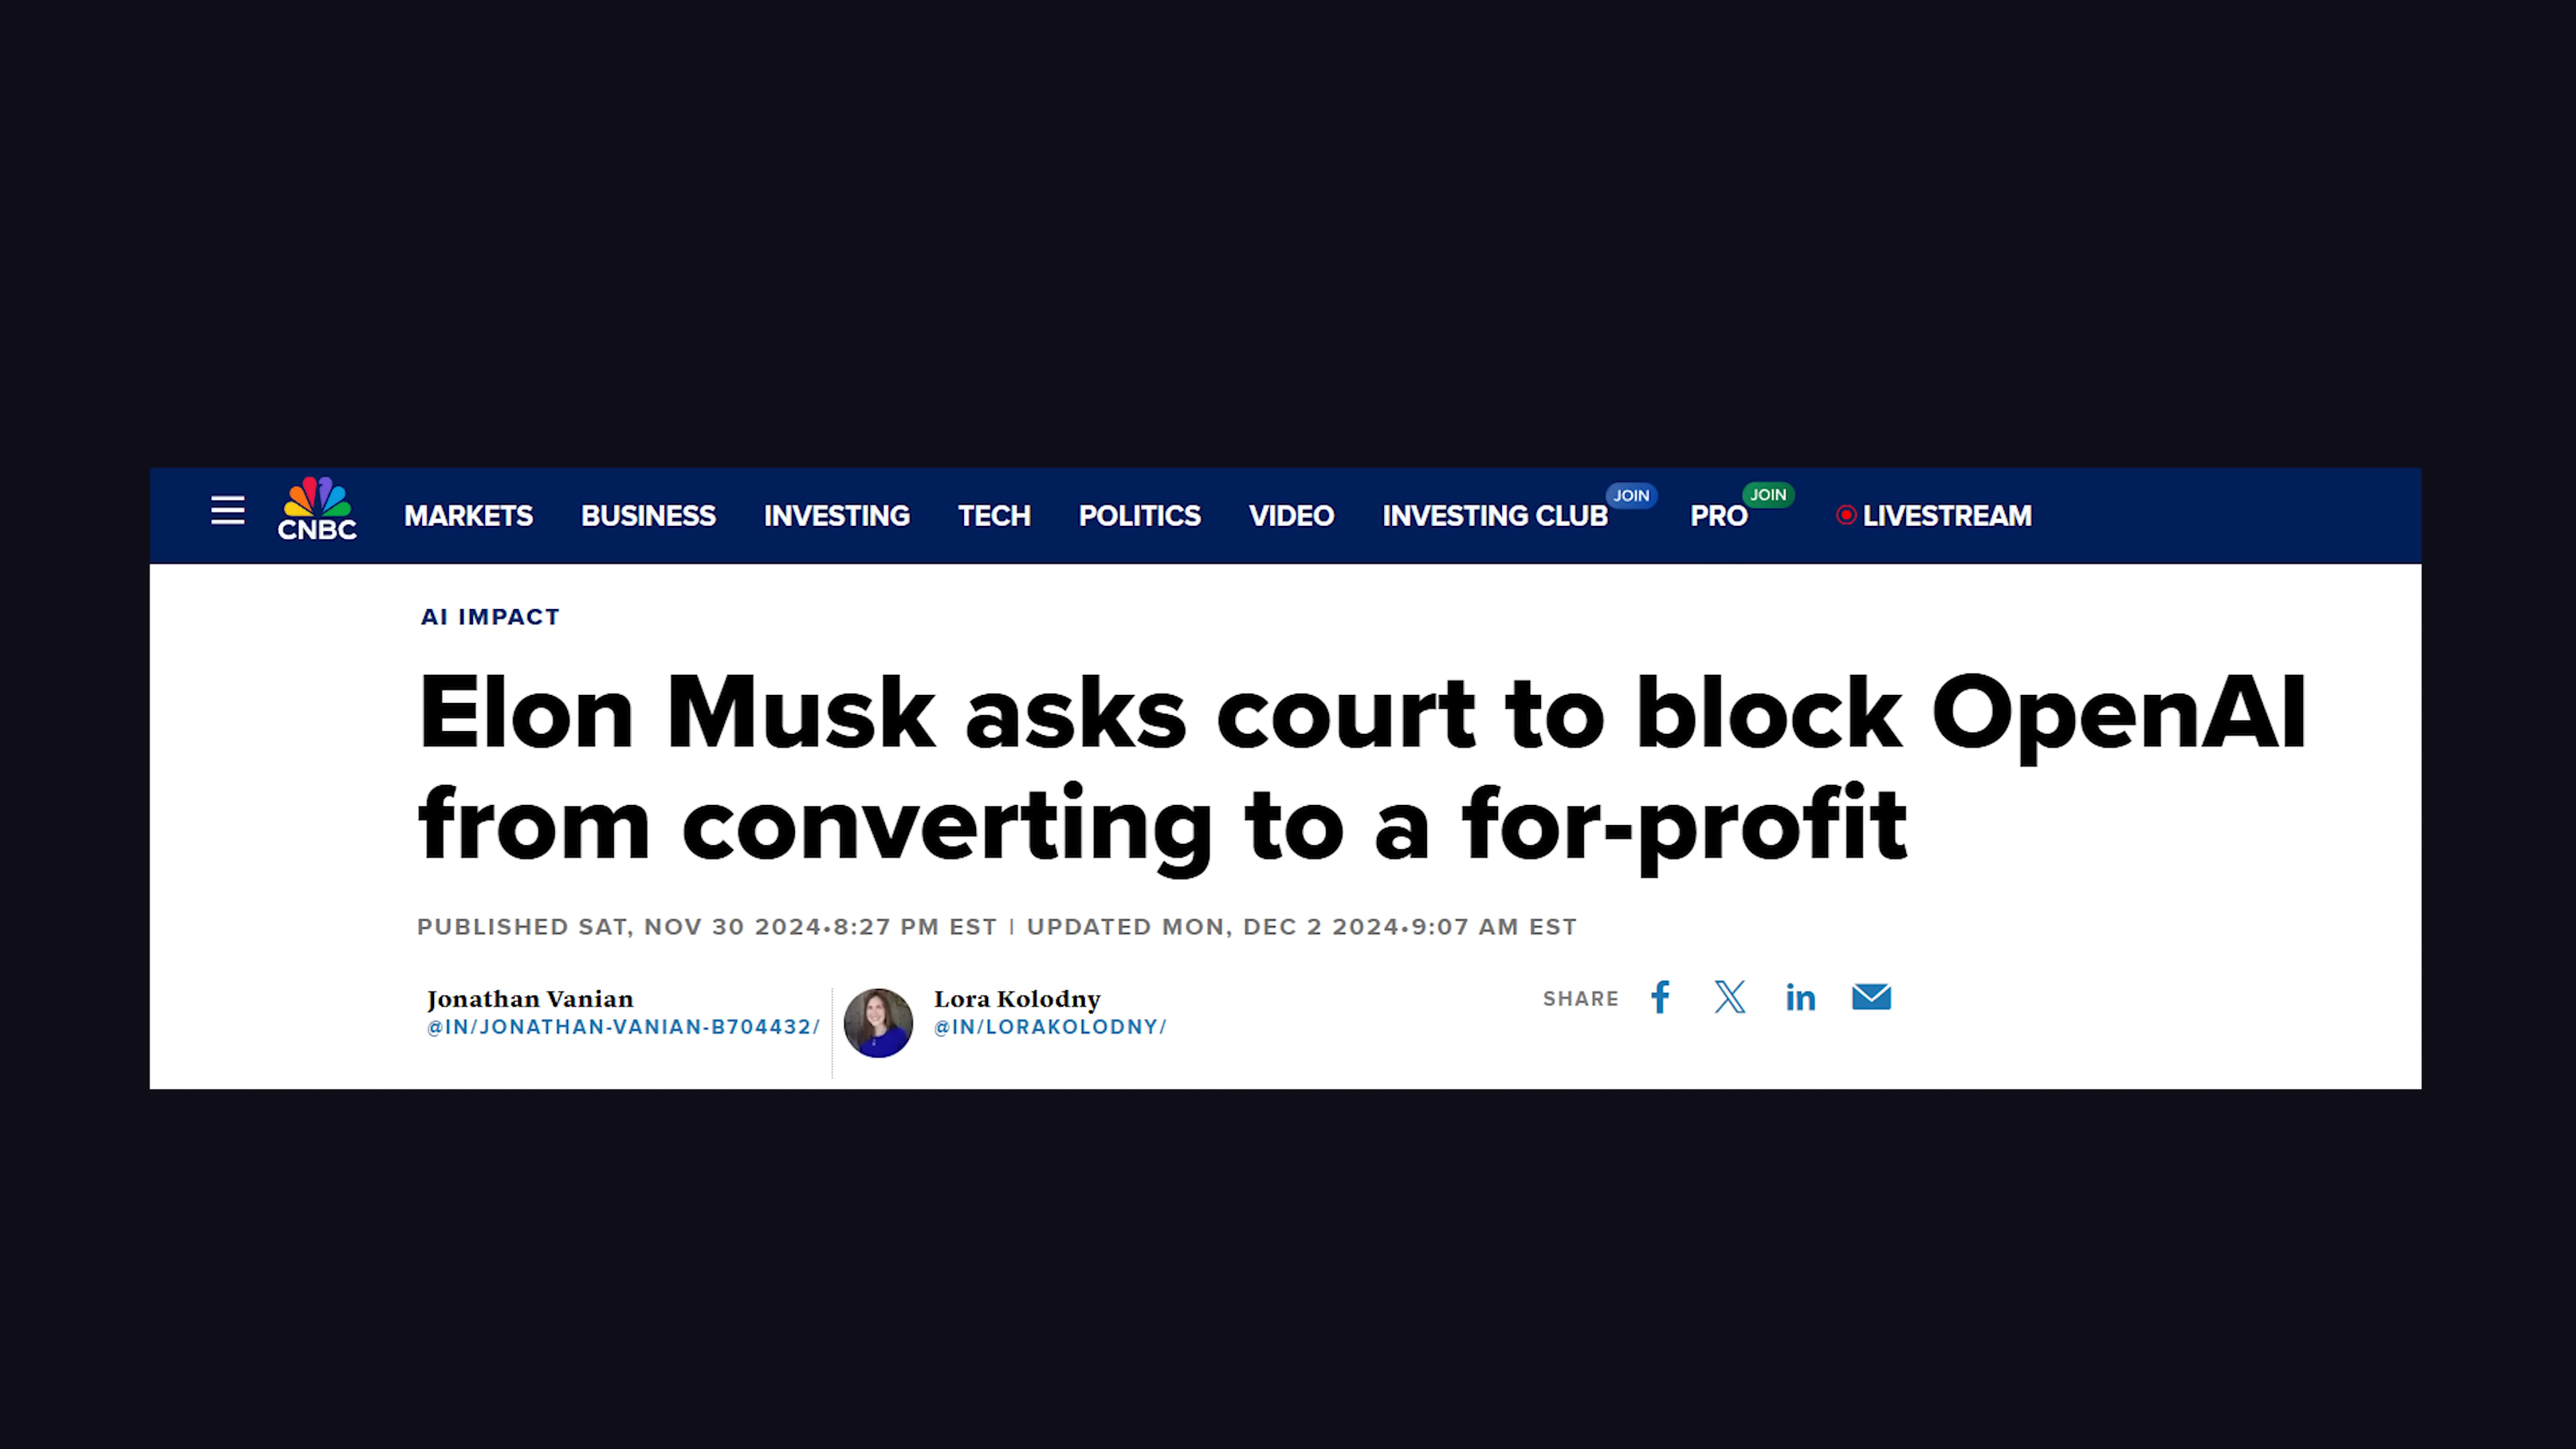 CNBC MARKETS BUSINESS INVESTING TECH POLITICS VIDEO INVESTING CLUB JOIN PRO JOIN LIVESTREAM
AI IMPACT
Elon Musk asks court to block OpenAI
from converting to a for-profit
PUBLISHED SAT, NOV 30 2024•8:27 PM EST | UPDATED MON, DEC 2 2024•9:07 AM EST
Jonathan Vanian
@IN/JONATHAN-VANIAN-B704432/
Lora Kolodny
@IN/LORAKOLODNY/
SHARE